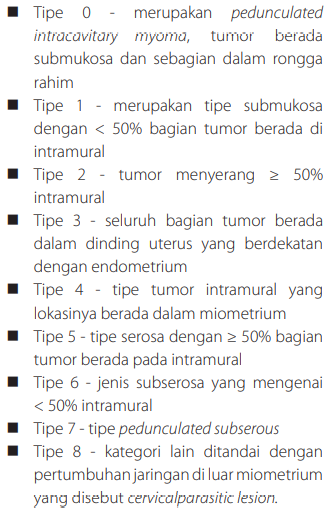 ■ Tipe 0 - merupakan pedunculated
intracavitary myoma, tumor berada
submukosa dan sebagian dalam rongga
rahim
■ Tipe 1 - merupakan tipe submukosa
dengan < 50% bagian tumor berada di
intramural
■ Tipe 2 - tumor menyerang ≥ 50%
intramural
■ Tipe 3 - seluruh bagian tumor berada
dalam dinding uterus yang berdekatan
dengan endometrium
■ Tipe 4 - tipe tumor intramural yang
lokasinya berada dalam miometrium
■ Tipe 5 - tipe serosa dengan ≥ 50% bagian
tumor berada pada intramural
■ Tipe 6 - jenis subserosa yang mengenai
< 50% intramural
■ Tipe 7 - tipe pedunculated subserous
■ Tipe 8 - kategori lain ditandai dengan
pertumbuhan jaringan di luar miometrium
yang disebut cervicalparasitic lesion.